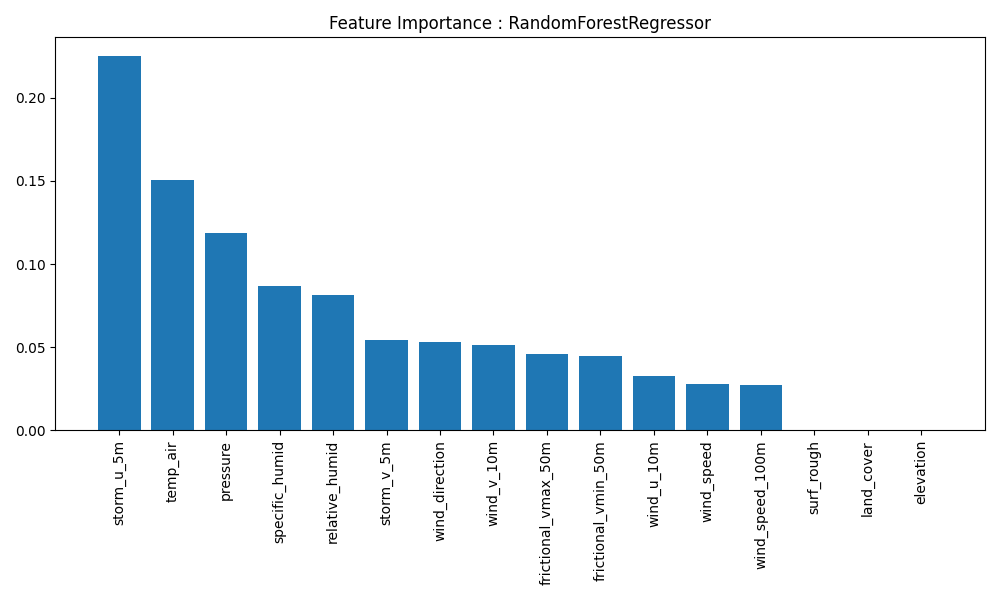 Feature Importance : RandomForestRegressor
0.20
0.15
0.10
0.05
0.00
storm_u_5m
temp_air
pressure
specific_humid
relative_humid
storm_v_5m
wind_direction
wind_v_10m
frictional_vmax_50m
frictional_vmin_50m
wind_u_10m
wind_speed
wind_speed_100m
surf_rough
land_cover
elevation